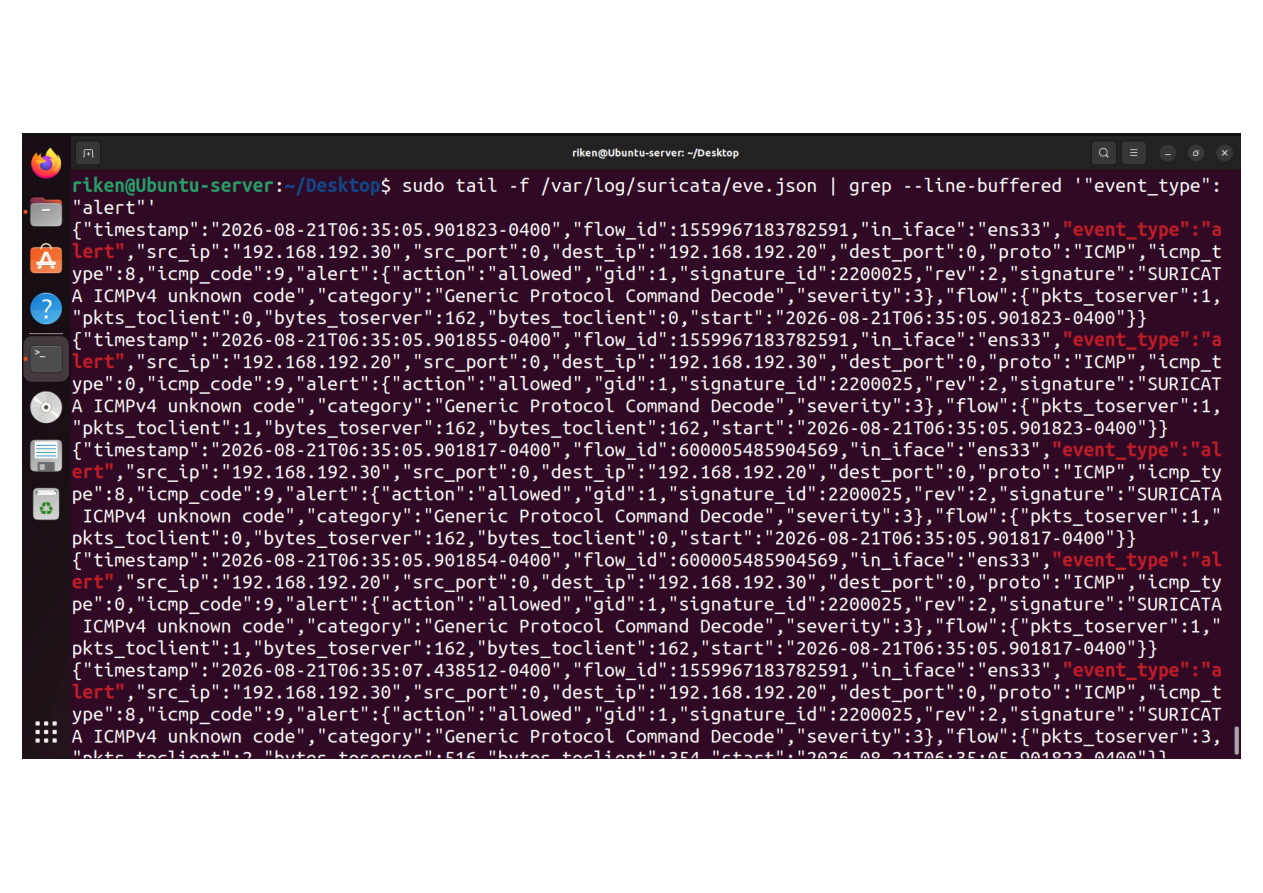 riken@Ubuntu-server: ~/Desktop
riken@Ubuntu-server:~/Desktop$ sudo tail -f /var/log/suricata/eve.json | grep --line-buffered '"event_type":
"alert"'
{"timestamp":"2026-08-21T06:35:05.901823-0400","flow_id":1559967183782591,"in_iface":"ens33","event_type":"a
lert","src_ip":"192.168.192.30","src_port":0,"dest_ip":"192.168.192.20","dest_port":0,"proto":"ICMP","icmp_t
ype":8,"icmp_code":9,"alert":{"action":"allowed","gid":1,"signature_id":2200025,"rev":2,"signature":"SURICAT
A ICMPv4 unknown code","category":"Generic Protocol Command Decode","severity":3},"flow":{"pkts_toserver":1,
"pkts_toclient":0,"bytes_toserver":162,"bytes_toclient":0,"start":"2026-08-21T06:35:05.901823-0400"}}
{"timestamp":"2026-08-21T06:35:05.901855-0400","flow_id":1559967183782591,"in_iface":"ens33","event_type":"a
lert","src_ip":"192.168.192.20","src_port":0,"dest_ip":"192.168.192.30","dest_port":0,"proto":"ICMP","icmp_t
ype":0,"icmp_code":9,"alert":{"action":"allowed","gid":1,"signature_id":2200025,"rev":2,"signature":"SURICAT
A ICMPv4 unknown code","category":"Generic Protocol Command Decode","severity":3},"flow":{"pkts_toserver":1,
"pkts_toclient":1,"bytes_toserver":162,"bytes_toclient":162,"start":"2026-08-21T06:35:05.901823-0400"}}
{"timestamp":"2026-08-21T06:35:05.901817-0400","flow_id":600005485904569,"in_iface":"ens33","event_type":"al
ert","src_ip":"192.168.192.30","src_port":0,"dest_ip":"192.168.192.20","dest_port":0,"proto":"ICMP","icmp_ty
pe":8,"icmp_code":9,"alert":{"action":"allowed","gid":1,"signature_id":2200025,"rev":2,"signature":"SURICATA
 ICMPv4 unknown code","category":"Generic Protocol Command Decode","severity":3},"flow":{"pkts_toserver":1,"
pkts_toclient":0,"bytes_toserver":162,"bytes_toclient":0,"start":"2026-08-21T06:35:05.901817-0400"}}
{"timestamp":"2026-08-21T06:35:05.901854-0400","flow_id":600005485904569,"in_iface":"ens33","event_type":"al
ert","src_ip":"192.168.192.20","src_port":0,"dest_ip":"192.168.192.30","dest_port":0,"proto":"ICMP","icmp_ty
pe":0,"icmp_code":9,"alert":{"action":"allowed","gid":1,"signature_id":2200025,"rev":2,"signature":"SURICATA
 ICMPv4 unknown code","category":"Generic Protocol Command Decode","severity":3},"flow":{"pkts_toserver":1,"
pkts_toclient":1,"bytes_toserver":162,"bytes_toclient":162,"start":"2026-08-21T06:35:05.901817-0400"}}
{"timestamp":"2026-08-21T06:35:07.438512-0400","flow_id":1559967183782591,"in_iface":"ens33","event_type":"a
lert","src_ip":"192.168.192.30","src_port":0,"dest_ip":"192.168.192.20","dest_port":0,"proto":"ICMP","icmp_t
ype":8,"icmp_code":9,"alert":{"action":"allowed","gid":1,"signature_id":2200025,"rev":2,"signature":"SURICAT
A ICMPv4 unknown code","category":"Generic Protocol Command Decode","severity":3},"flow":{"pkts_toserver":3,
"pkts_toclient":2,"bytes_toserver":516,"bytes_toclient":354,"start":"2026-08-21T06:35:05.901823-0400"}}